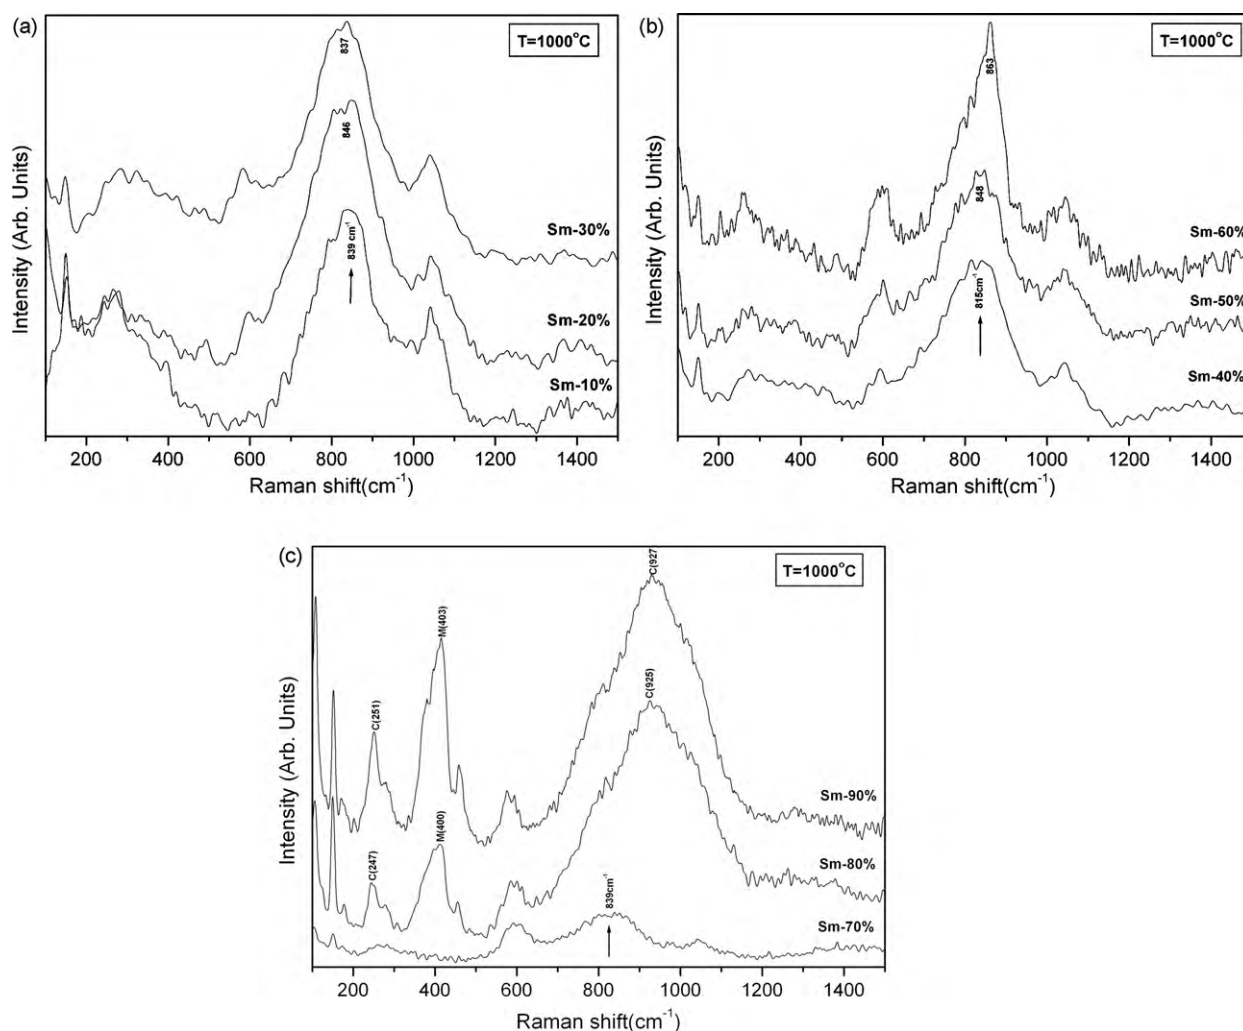 (a)
T=1000°C
837
846
839 cm⁻¹
Sm-30%
Sm-20%
Sm-10%
Intensity (Arb. Units)
200 400 600 800 1000 1200 1400
Raman shift(cm⁻¹)
(b)
T=1000°C
863
848
815cm⁻¹
Sm-60%
Sm-50%
Sm-40%
Intensity (Arb. Units)
200 400 600 800 1000 1200 1400
Raman shift(cm⁻¹)
(c)
T=1000°C
C(927
M(403)
C(251)
C(925)
M(400)
C(247)
839cm⁻¹
Sm-90%
Sm-80%
Sm-70%
Intensity (Arb. Units)
200 400 600 800 1000 1200 1400
Raman shift(cm⁻¹)